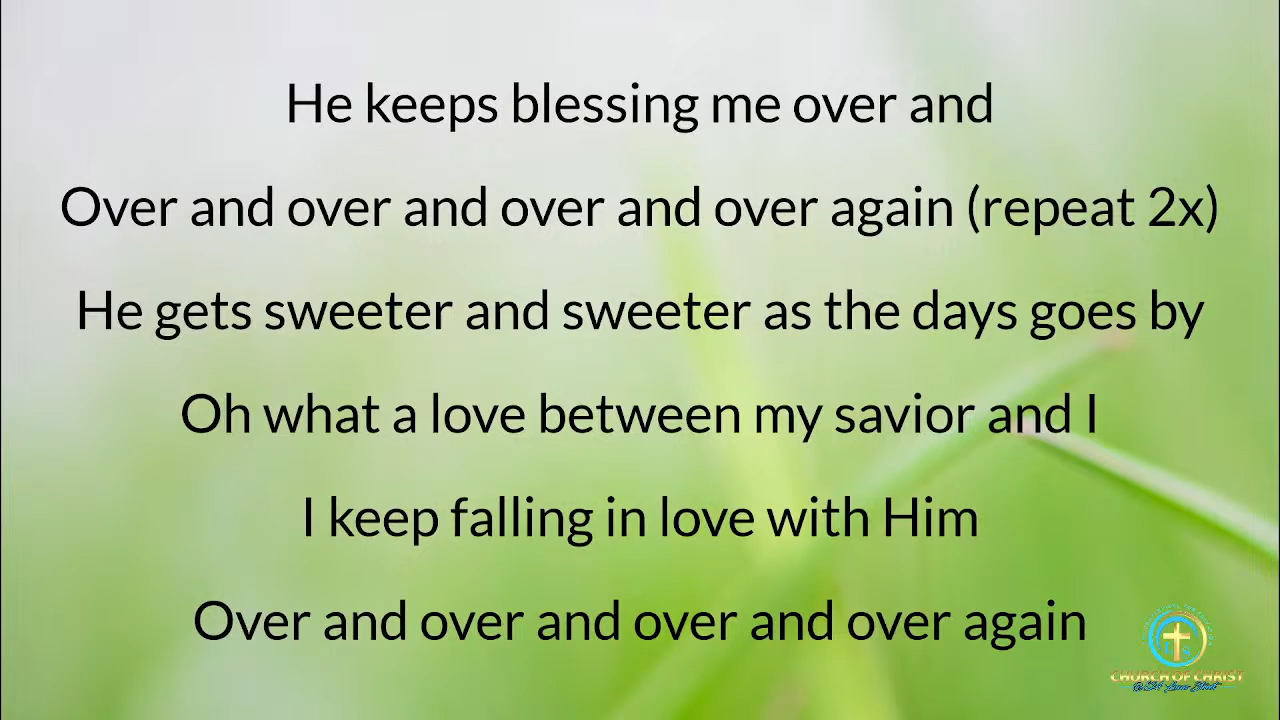 He keeps blessing me over and
Over and over and over and over again (repeat 2x)
He gets sweeter and sweeter as the days goes by
Oh what a love between my savior and I
I keep falling in love with Him
Over and over and over and over again
CHURCH OF CHRIST